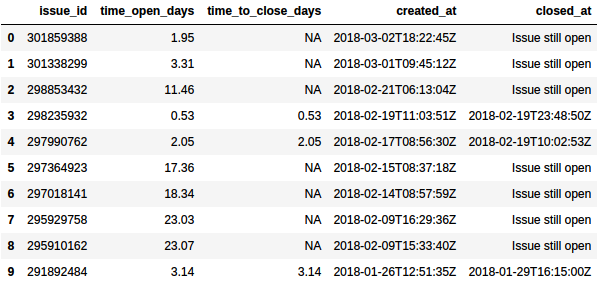 issue_id time_open_days time_to_close_days created_at closed_at
0 301859388 1.95 NA 2018-03-02T18:22:45Z Issue still open
1 301338299 3.31 NA 2018-03-01T09:45:12Z Issue still open
2 298853432 11.46 NA 2018-02-21T06:13:04Z Issue still open
3 298235932 0.53 0.53 2018-02-19T11:03:51Z 2018-02-19T23:48:50Z
4 297990762 2.05 2.05 2018-02-17T08:56:30Z 2018-02-19T10:02:53Z
5 297364923 17.36 NA 2018-02-15T08:37:18Z Issue still open
6 297018141 18.34 NA 2018-02-14T08:57:59Z Issue still open
7 295929758 23.03 NA 2018-02-09T16:29:36Z Issue still open
8 295910162 23.07 NA 2018-02-09T15:33:40Z Issue still open
9 291892484 3.14 3.14 2018-01-26T12:51:35Z 2018-01-29T16:15:00Z